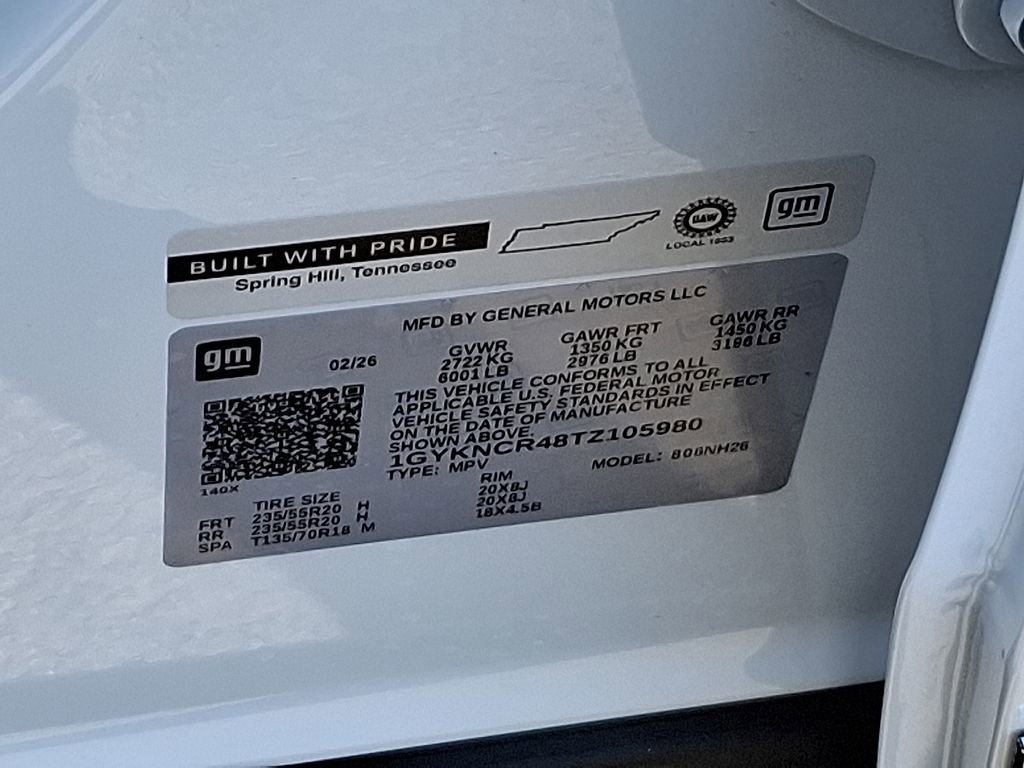 BUILT WITH PRIDE
Spring Hill, Tennessee
UAW
LOCAL 1853
gm
gm
MFD BY GENERAL MOTORS LLC
02/26
GVWR GAWR FRT GAWR RR
2722 KG 1350 KG 1450 KG
6001 LB 2976 LB 3196 LB
THIS VEHICLE CONFORMS TO ALL
APPLICABLE U.S. FEDERAL MOTOR
VEHICLE SAFETY STANDARDS IN EFFECT
ON THE DATE OF MANUFACTURE
SHOWN ABOVE
1GYKNCR48TZ105980
TYPE: MPV MODEL:
140X
TIRE SIZE RIM
FRT 235/55R20 H 20X8J
RR 235/55R20 H 20X8J
SPA T135/70R18 M 18X4.5B